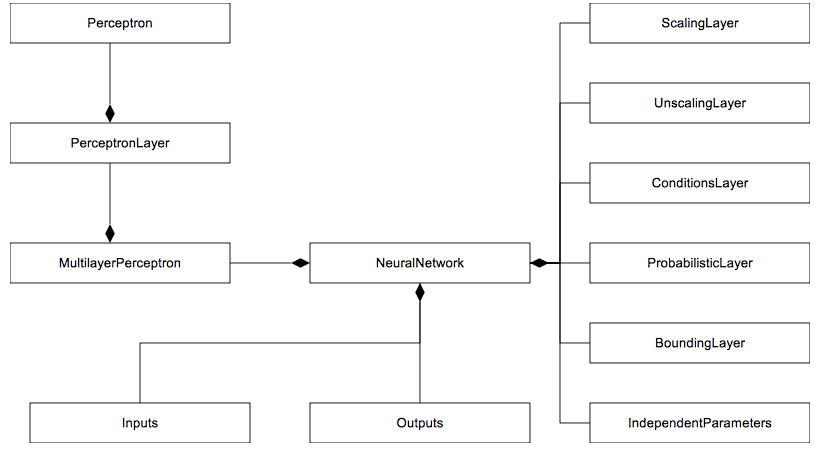 Perceptron
ScalingLayer
UnscalingLayer
PerceptronLayer
ConditionsLayer
MultilayerPerceptron
NeuralNetwork
ProbabilisticLayer
BoundingLayer
Inputs
Outputs
IndependentParameters